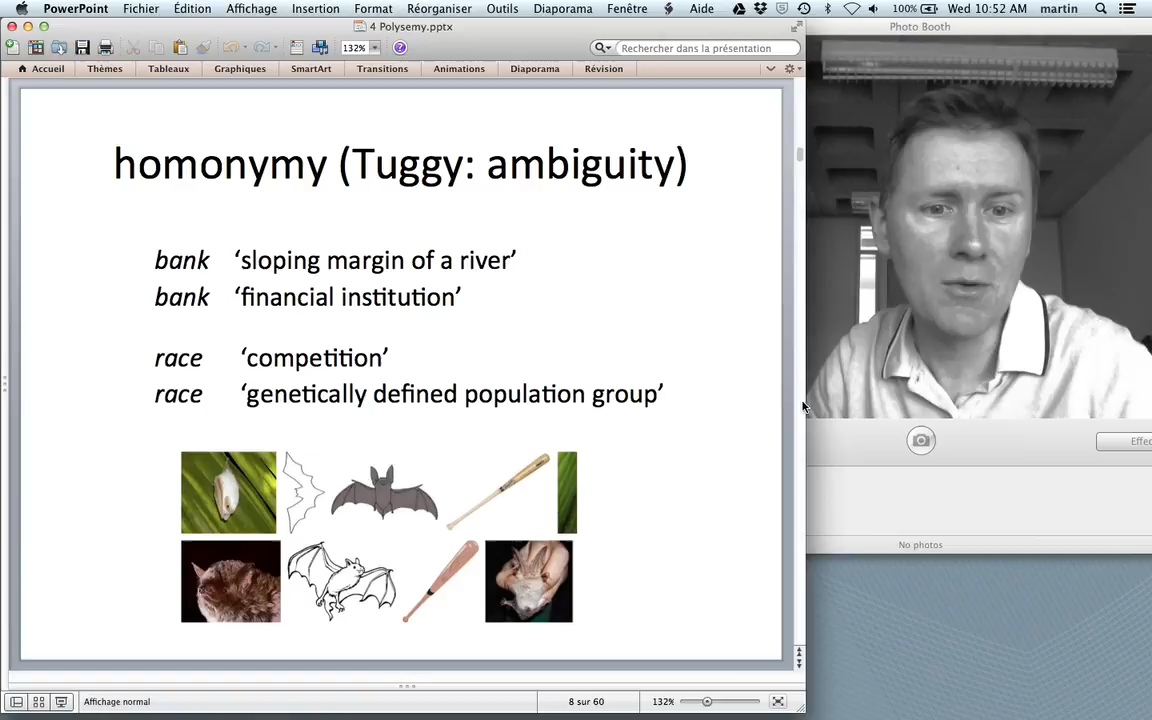 PowerPoint Fichier Édition Affichage Insertion Format Réorganiser Outils Diaporama Fenêtre Aide 100% Wed 10:52 AM martin
4 Polysemy.pptx
Photo Booth
132% Rechercher dans la présentation
Accueil Thèmes Tableaux Graphiques SmartArt Transitions Animations Diaporama Révision
homonymy (Tuggy: ambiguity)
bank ‘sloping margin of a river’
bank ‘financial institution’
race ‘competition’
race ‘genetically defined population group’
Effec
No photos
Affichage normal 8 sur 60 132%